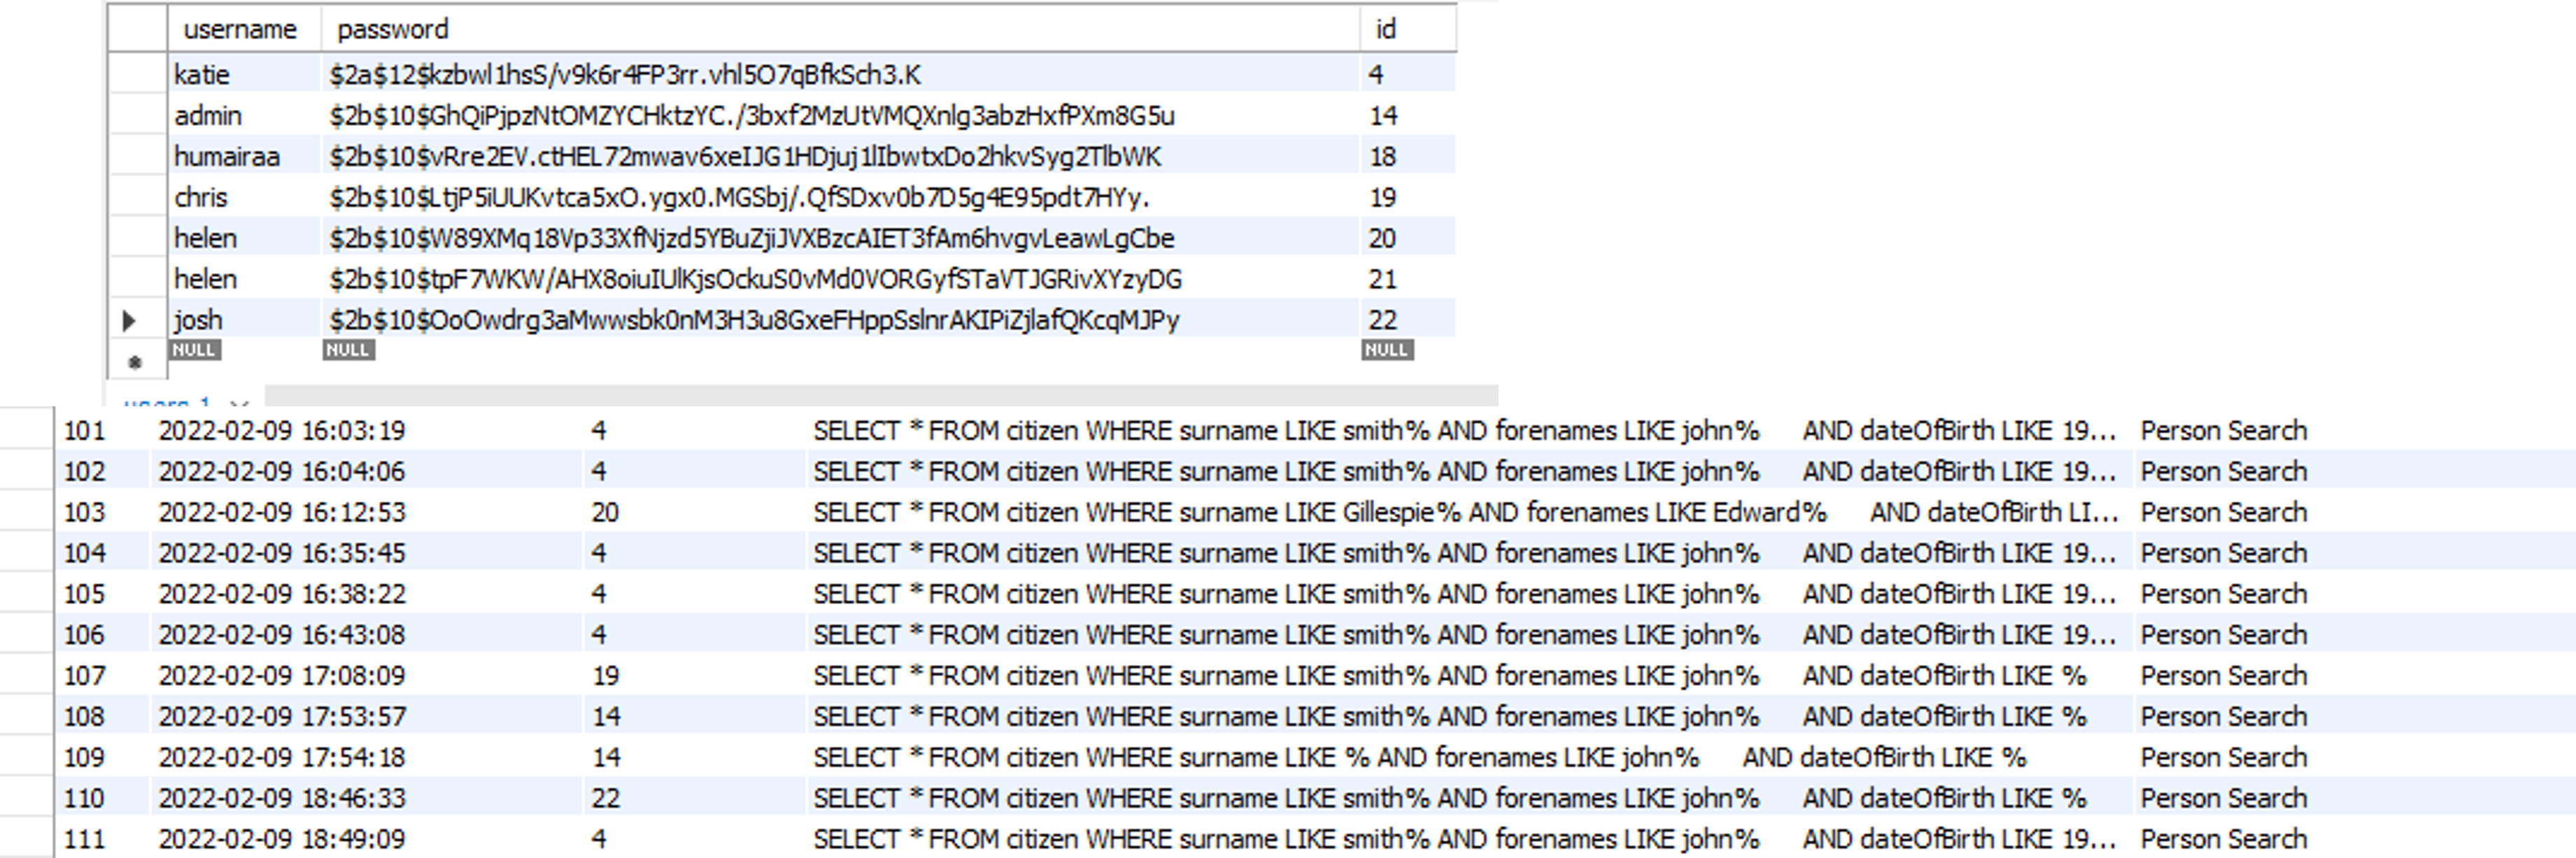 username password id
katie $2a$12$kzbwl1hsS/v9k6r4FP3rr.vhl5O7qBfkSch3.K 4
admin $2b$10$GhQiPjpzNtOMZYCHktzYC./3bxf2MzUtVMQXnlg3abzHxfPXm8G5u 14
humairaa $2b$10$vRre2EV.ctHEL72mwav6xeIJG1HDjuj1lIbwtxDo2hkvSyg2TlbWK 18
chris $2b$10$LtjP5iUUKvtca5xO.ygx0.MGSbj/.QfSDxv0b7D5g4E95pdt7HYy. 19
helen $2b$10$W89XMq18Vp33XfNjzd5YBuZjiJVXBzcAIET3fAm6hvgvLeawLgCbe 20
helen $2b$10$tpF7WKW/AHX8oiuIUlKjsOckuS0vMd0VORGyfSTaVTJGRivXYzyDG 21
josh $2b$10$OoOwdrg3aMwwsbk0nM3H3u8GxeFHppSslnrAKIPiZjlafQKcqMJPy 22
NULL NULL NULL
users 1
101 2022-02-09 16:03:19 4 SELECT * FROM citizen WHERE surname LIKE smith% AND forenames LIKE john% AND dateOfBirth LIKE 19... Person Search
102 2022-02-09 16:04:06 4 SELECT * FROM citizen WHERE surname LIKE smith% AND forenames LIKE john% AND dateOfBirth LIKE 19... Person Search
103 2022-02-09 16:12:53 20 SELECT * FROM citizen WHERE surname LIKE Gillespie% AND forenames LIKE Edward% AND dateOfBirth LI... Person Search
104 2022-02-09 16:35:45 4 SELECT * FROM citizen WHERE surname LIKE smith% AND forenames LIKE john% AND dateOfBirth LIKE 19... Person Search
105 2022-02-09 16:38:22 4 SELECT * FROM citizen WHERE surname LIKE smith% AND forenames LIKE john% AND dateOfBirth LIKE 19... Person Search
106 2022-02-09 16:43:08 4 SELECT * FROM citizen WHERE surname LIKE smith% AND forenames LIKE john% AND dateOfBirth LIKE 19... Person Search
107 2022-02-09 17:08:09 19 SELECT * FROM citizen WHERE surname LIKE smith% AND forenames LIKE john% AND dateOfBirth LIKE % Person Search
108 2022-02-09 17:53:57 14 SELECT * FROM citizen WHERE surname LIKE smith% AND forenames LIKE john% AND dateOfBirth LIKE % Person Search
109 2022-02-09 17:54:18 14 SELECT * FROM citizen WHERE surname LIKE % AND forenames LIKE john% AND dateOfBirth LIKE % Person Search
110 2022-02-09 18:46:33 22 SELECT * FROM citizen WHERE surname LIKE smith% AND forenames LIKE john% AND dateOfBirth LIKE % Person Search
111 2022-02-09 18:49:09 4 SELECT * FROM citizen WHERE surname LIKE smith% AND forenames LIKE john% AND dateOfBirth LIKE 19... Person Search